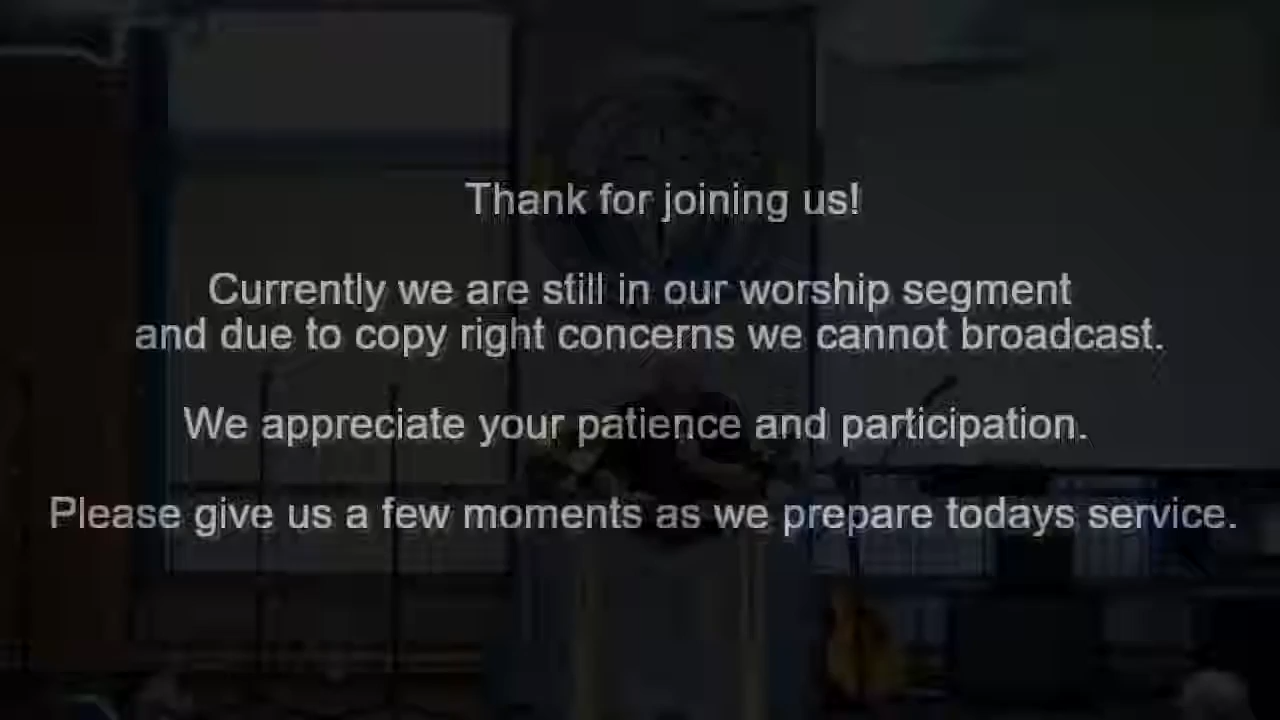 Thank for joining us!
Currently we are still in our worship segment
and due to copy right concerns we cannot broadcast.
We appreciate your patience and participation.
Please give us a few moments as we prepare todays service.